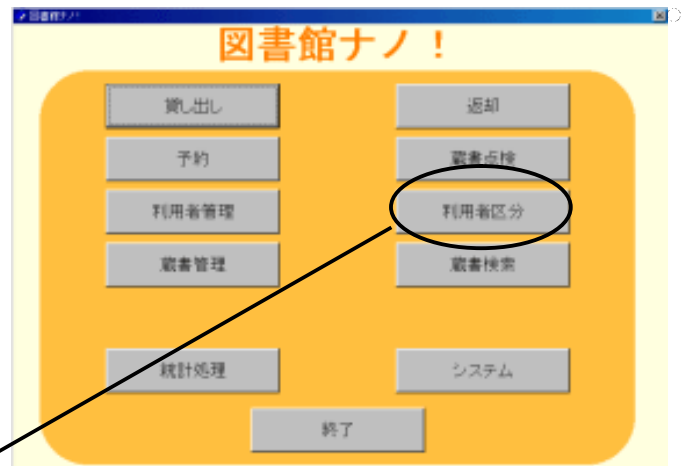 図書館ナノ!
図書館ナノ!
貸し出し 返却
予約 蔵書点検
利用者管理 利用者区分
蔵書管理 蔵書検索
統計処理 システム
終了